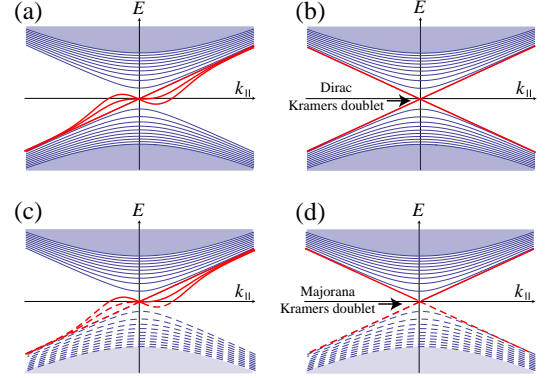 (a)
E
k||
(b)
E
k||
Dirac
Kramers doublet
(c)
E
k||
(d)
E
k||
Majorana
Kramers doublet